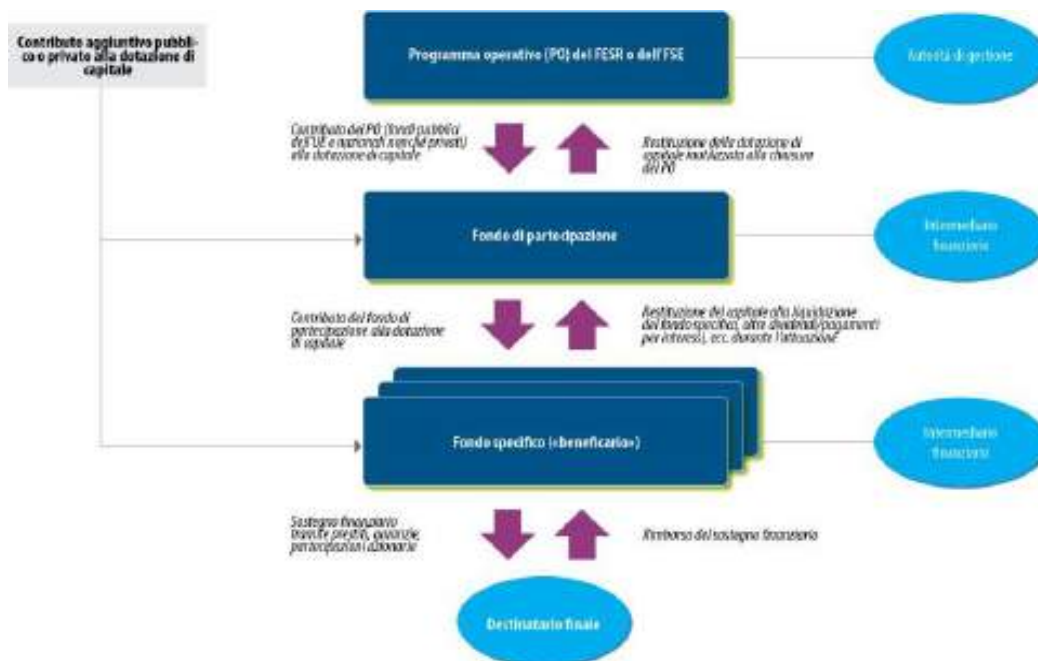 Contributo aggiuntivo pubbli-
co o privato alla dotazione di
capitale
Programma operativo (PO) del FESR o dell'FSE
Autorità di gestione
Contributo del PO (fondi pubblici
dell'UE e nazionali nonché privati)
alla dotazione di capitale
Restituzione della dotazione di
capitale inutilizzata alla chiusura
del PO
Fondo di partecipazione
Intermediario
finanziario
Contributo del fondo di
partecipazione alla dotazione
di capitale
Restituzione del capitale alla liquidazione
del fondo specifico, oltre dividendi/pagamenti
per interessi, ecc. durante l'attuazione
Fondo specifico («beneficiario»)
Intermediario
finanziario
Sostegno finanziario
tramite prestiti, garanzie,
partecipazioni azionarie
Rimborso del sostegno finanziario
Destinatario finale